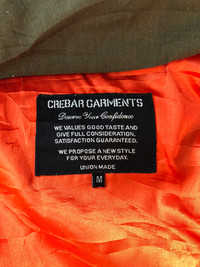 CREBAR GARMENTS
Deserve Your Confidence
WE VALUES GOOD TASTE AND
GIVE FULL CONSIDERATION,
SATISFACTION GUARANTEED.
WE PROPOSE A NEW STYLE
FOR YOUR EVERYDAY.
UNION MADE
M